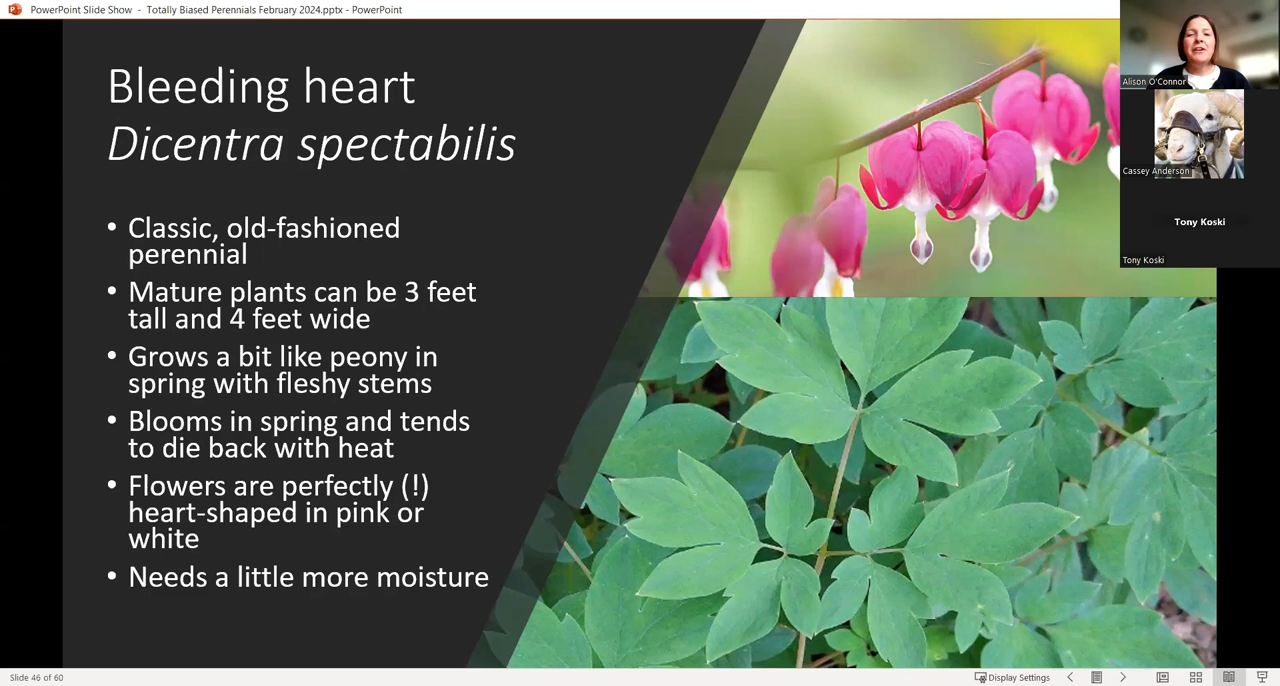 PowerPoint Slide Show - Totally Biased Perennials February 2024.pptx - PowerPoint
Bleeding heart
Dicentra spectabilis
• Classic, old-fashioned
perennial
• Mature plants can be 3 feet
tall and 4 feet wide
• Grows a bit like peony in
spring with fleshy stems
• Blooms in spring and tends
to die back with heat
• Flowers are perfectly (!)
heart-shaped in pink or
white
• Needs a little more moisture
Alison O'Connor
Cassey Anderson
Tony Koski
Tony Koski
Slide 46 of 60
Display Settings